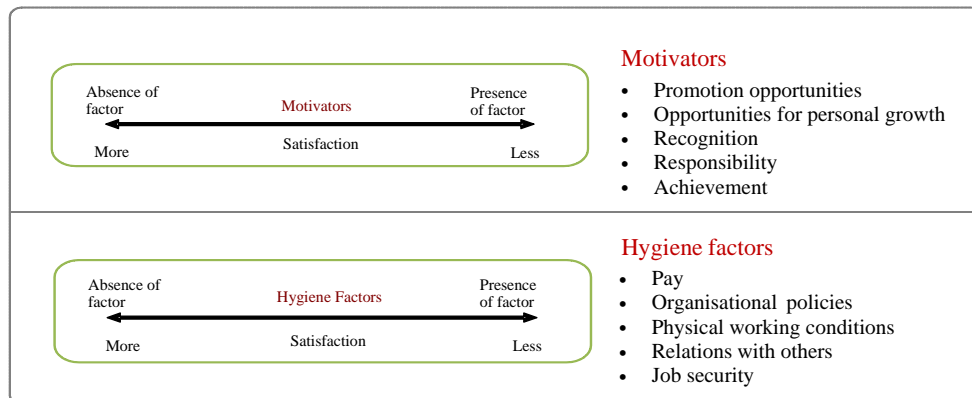 Motivators
Absence of factor
Motivators
Presence of factor
More
Satisfaction
Less
• Promotion opportunities
• Opportunities for personal growth
• Recognition
• Responsibility
• Achievement
Hygiene factors
Absence of factor
Hygiene Factors
Presence of factor
More
Satisfaction
Less
• Pay
• Organisational policies
• Physical working conditions
• Relations with others
• Job security